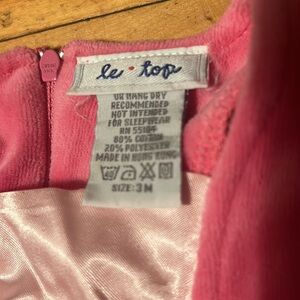 le · top
OR HANG DRY
RECOMMENDED
NOT INTENDED
FOR SLEEPWEAR
RN 55104
80% COTTON
20% POLYESTER
MADE IN HONG KONG
SIZE: 3M